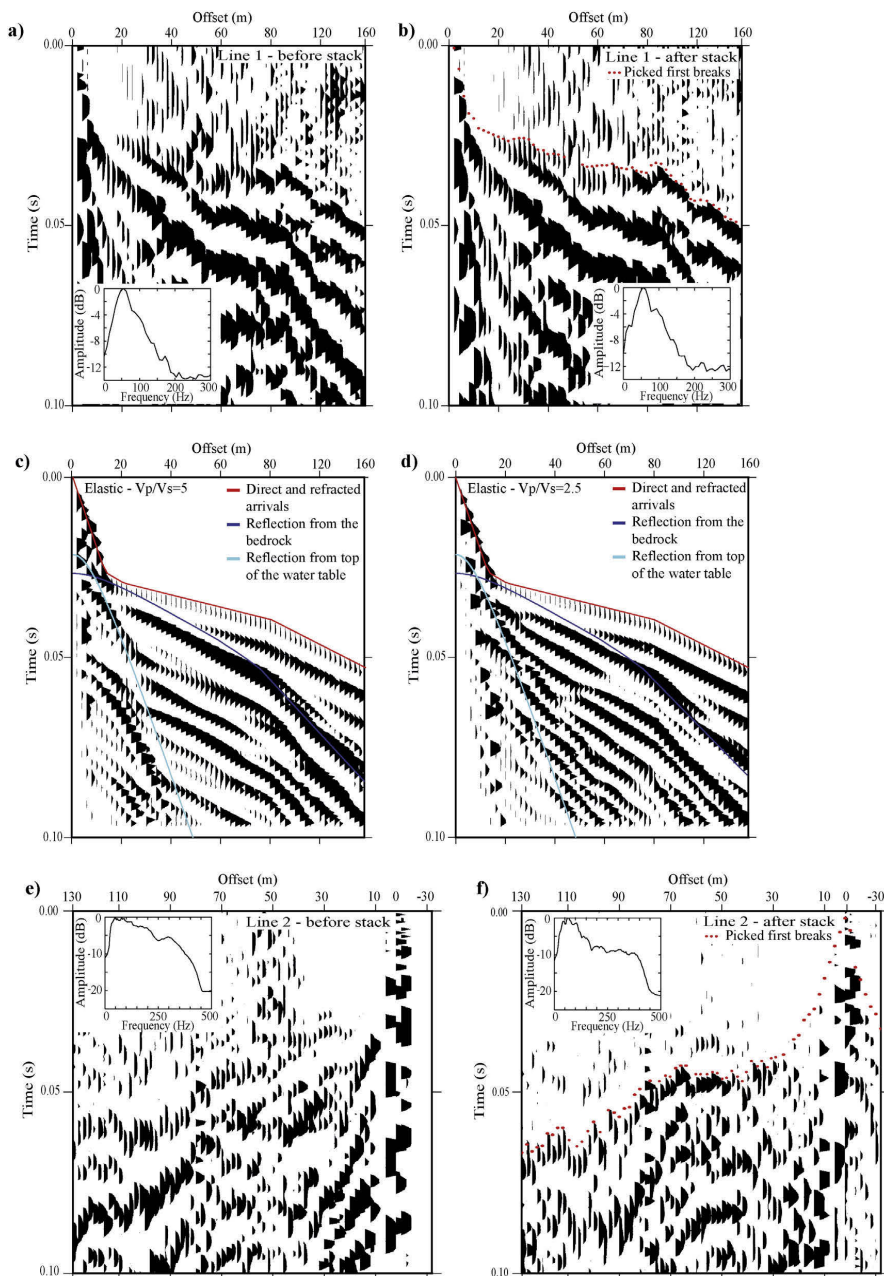 a)
Offset (m)
0 20 40 60 80 120 160
0.00
0.05
0.10
Time (s)
Line 1 - before stack
0
-4
-8
-12
Amplitude (dB)
0 100 200 300
Frequency (Hz)
b)
Offset (m)
0 20 40 60 80 120 160
0.00
0.05
0.10
Time (s)
Line 1 - after stack
Picked first breaks
0
-4
-8
12
Amplitude (dB)
0 100 200 300
Frequency (Hz)
c)
Offset (m)
0 20 40 60 80 120 160
0.00
0.05
0.10
Time (s)
Elastic - Vp/Vs=5
Direct and refracted
arrivals
Reflection from the
bedrock
Reflection from top
of the water table
d)
Offset (m)
0 20 40 60 80 120 160
0.00
0.05
0.10
Time (s)
Elastic - Vp/Vs=2.5
Direct and refracted
arrivals
Reflection from the
bedrock
Reflection from top
of the water table
e)
Offset (m)
130 110 90 70 50 30 10 0 -30
0.00
0.05
0.10
Time (s)
Line 2 - before stack
0
-10
-20
Amplitude (dB)
0 250 500
Frequency (Hz)
f)
Offset (m)
130 110 90 70 50 30 10 0 -30
0.00
0.05
0.10
Time (s)
Line 2 - after stack
Picked first breaks
0
-10
-20
Amplitude (dB)
0 250 500
Frequency (Hz)